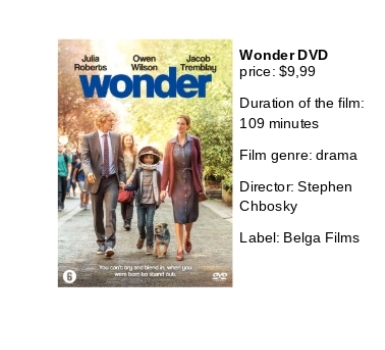 Julia Owen Jacob
Roberts Wilson Tremblay
wonder
You can't try and blend in, when you
were born to stand out.
6
DVD
Wonder DVD
price: $9,99
Duration of the film:
109 minutes
Film genre: drama
Director: Stephen
Chbosky
Label: Belga Films